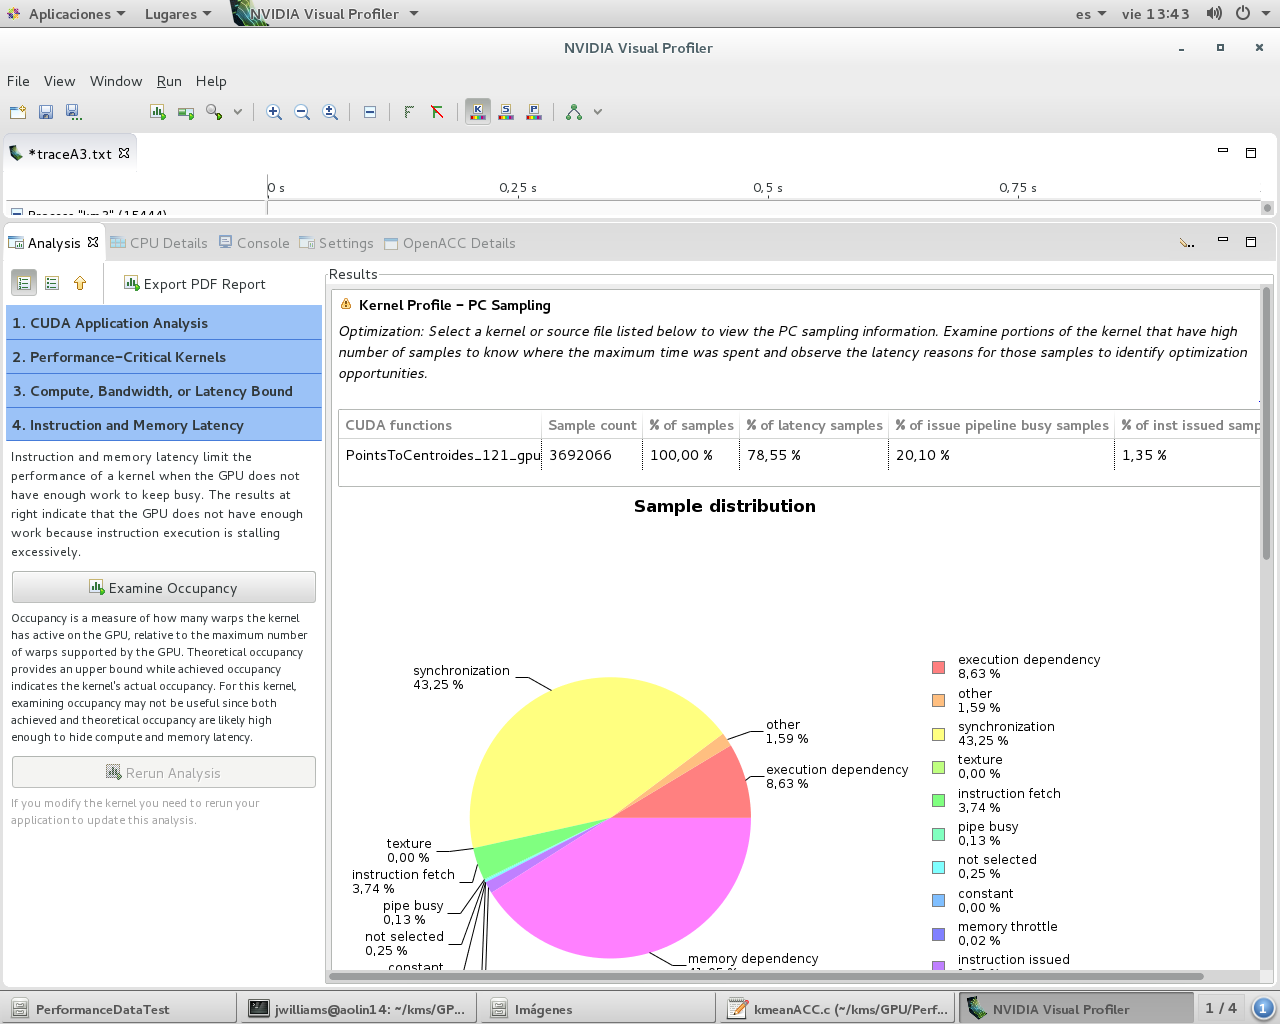 Aplicaciones Lugares NVIDIA Visual Profiler es vie 13:43
NVIDIA Visual Profiler
File View Window Run Help
*traceA3.txt
0 s 0,25 s 0,5 s 0,75 s
Process "km3" (15444)
Analysis CPU Details Console Settings OpenACC Details
Export PDF Report
1. CUDA Application Analysis
2. Performance-Critical Kernels
3. Compute, Bandwidth, or Latency Bound
4. Instruction and Memory Latency
Instruction and memory latency limit the
performance of a kernel when the GPU does not
have enough work to keep busy. The results at
right indicate that the GPU does not have enough
work because instruction execution is stalling
excessively.
Examine Occupancy
Occupancy is a measure of how many warps the kernel
has active on the GPU, relative to the maximum number
of warps supported by the GPU. Theoretical occupancy
provides an upper bound while achieved occupancy
indicates the kernel's actual occupancy. For this kernel,
examining occupancy may not be useful since both
achieved and theoretical occupancy are likely high
enough to hide compute and memory latency.
Rerun Analysis
If you modify the kernel you need to rerun your
application to update this analysis.
Results
Kernel Profile - PC Sampling
Optimization: Select a kernel or source file listed below to view the PC sampling information. Examine portions of the kernel that have high
number of samples to know where the maximum time was spent and observe the latency reasons for those samples to identify optimization
opportunities.
CUDA functions Sample count % of samples % of latency samples % of issue pipeline busy samples % of inst issued samp
PointsToCentroides_121_gpu 3692066 100,00 % 78,55 % 20,10 % 1,35 %
Sample distribution
synchronization
43,25 %
other
1,59 %
execution dependency
8,63 %
texture
0,00 %
instruction fetch
3,74 %
pipe busy
0,13 %
not selected
0,25 %
constant
memory dependency
execution dependency
8,63 %
other
1,59 %
synchronization
43,25 %
texture
0,00 %
instruction fetch
3,74 %
pipe busy
0,13 %
not selected
0,25 %
constant
0,00 %
memory throttle
0,02 %
instruction issued
PerformanceDataTest jwilliams@aolin14: ~/kms/GP... Imágenes kmeanACC.c (~/kms/GPU/Perf... NVIDIA Visual Profiler 1 / 4 1